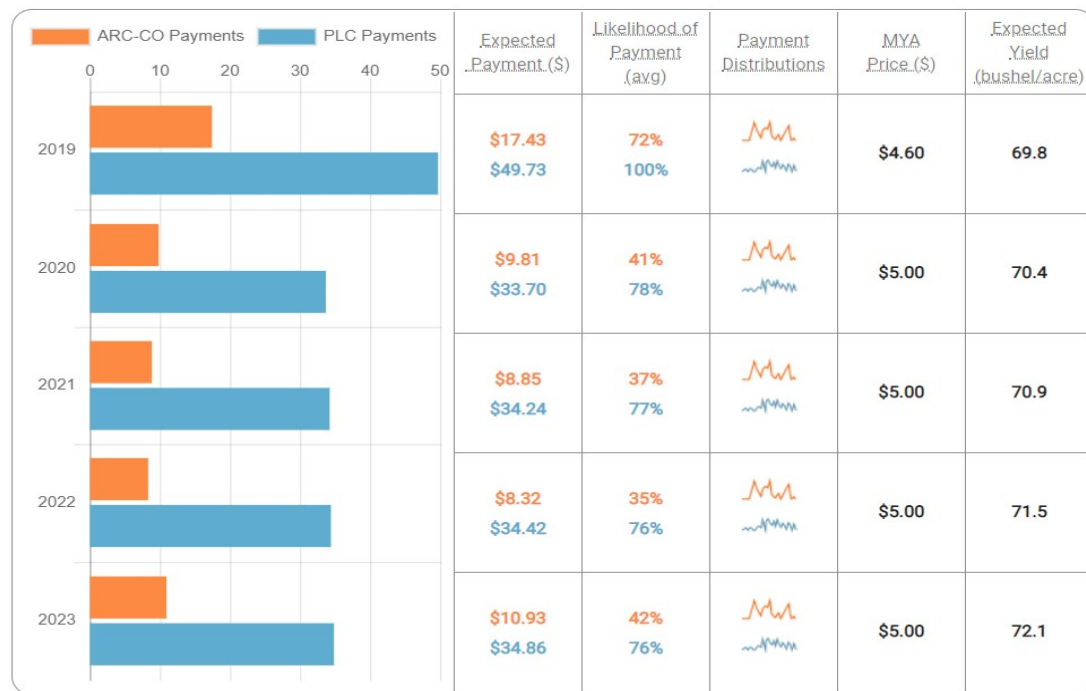 ARC-CO Payments PLC Payments
0 10 20 30 40 50
Expected
Payment ($)
Likelihood of
Payment
(avg)
Payment
Distributions
MYA
Price ($)
Expected
Yield
(bushel/acre)
2019
$17.43 72%
$49.73 100%
$4.60 69.8
2020
$9.81 41%
$33.70 78%
$5.00 70.4
2021
$8.85 37%
$34.24 77%
$5.00 70.9
2022
$8.32 35%
$34.42 76%
$5.00 71.5
2023
$10.93 42%
$34.86 76%
$5.00 72.1